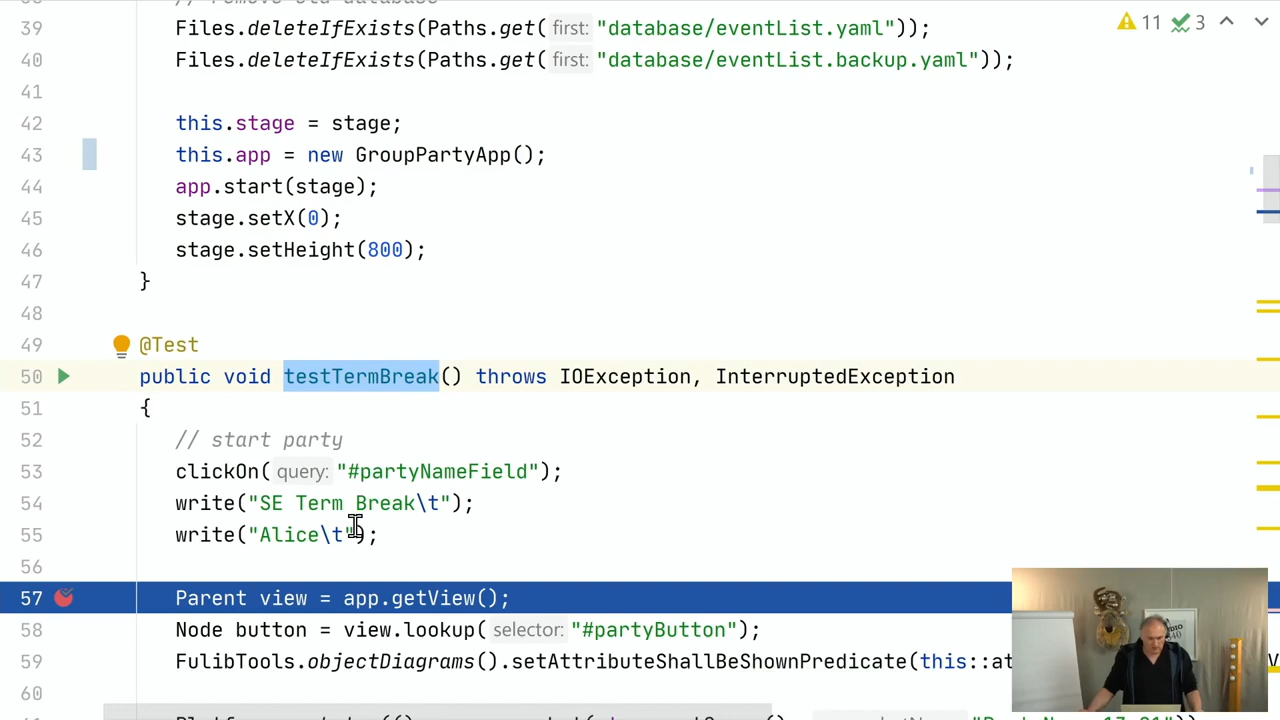 // remove old database
39 Files.deleteIfExists(Paths.get( first: "database/eventList.yaml"));
40 Files.deleteIfExists(Paths.get( first: "database/eventList.backup.yaml"));
41
42 this.stage = stage;
43 this.app = new GroupPartyApp();
44 app.start(stage);
45 stage.setX(0);
46 stage.setHeight(800);
47 }
48
49 @Test
50 public void testTermBreak() throws IOException, InterruptedException
51 {
52 // start party
53 clickOn( query: "#partyNameField");
54 write("SE Term Break\t");
55 write("Alice\t");
56
57 Parent view = app.getView();
58 Node button = view.lookup( selector: "#partyButton");
59 FulibTools.objectDiagrams().setAttributeShallBeShownPredicate(this::at
60
11 3